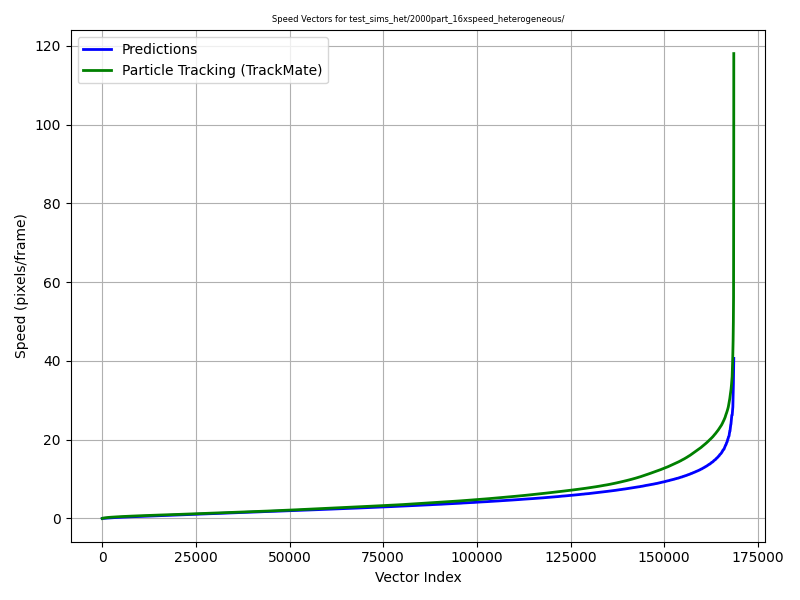 Speed Vectors for test_sims_het/2000part_16xspeed_heterogeneous/
Predictions
Particle Tracking (TrackMate)
Speed (pixels/frame)
120
100
80
60
40
20
0
0 25000 50000 75000 100000 125000 150000 175000
Vector Index